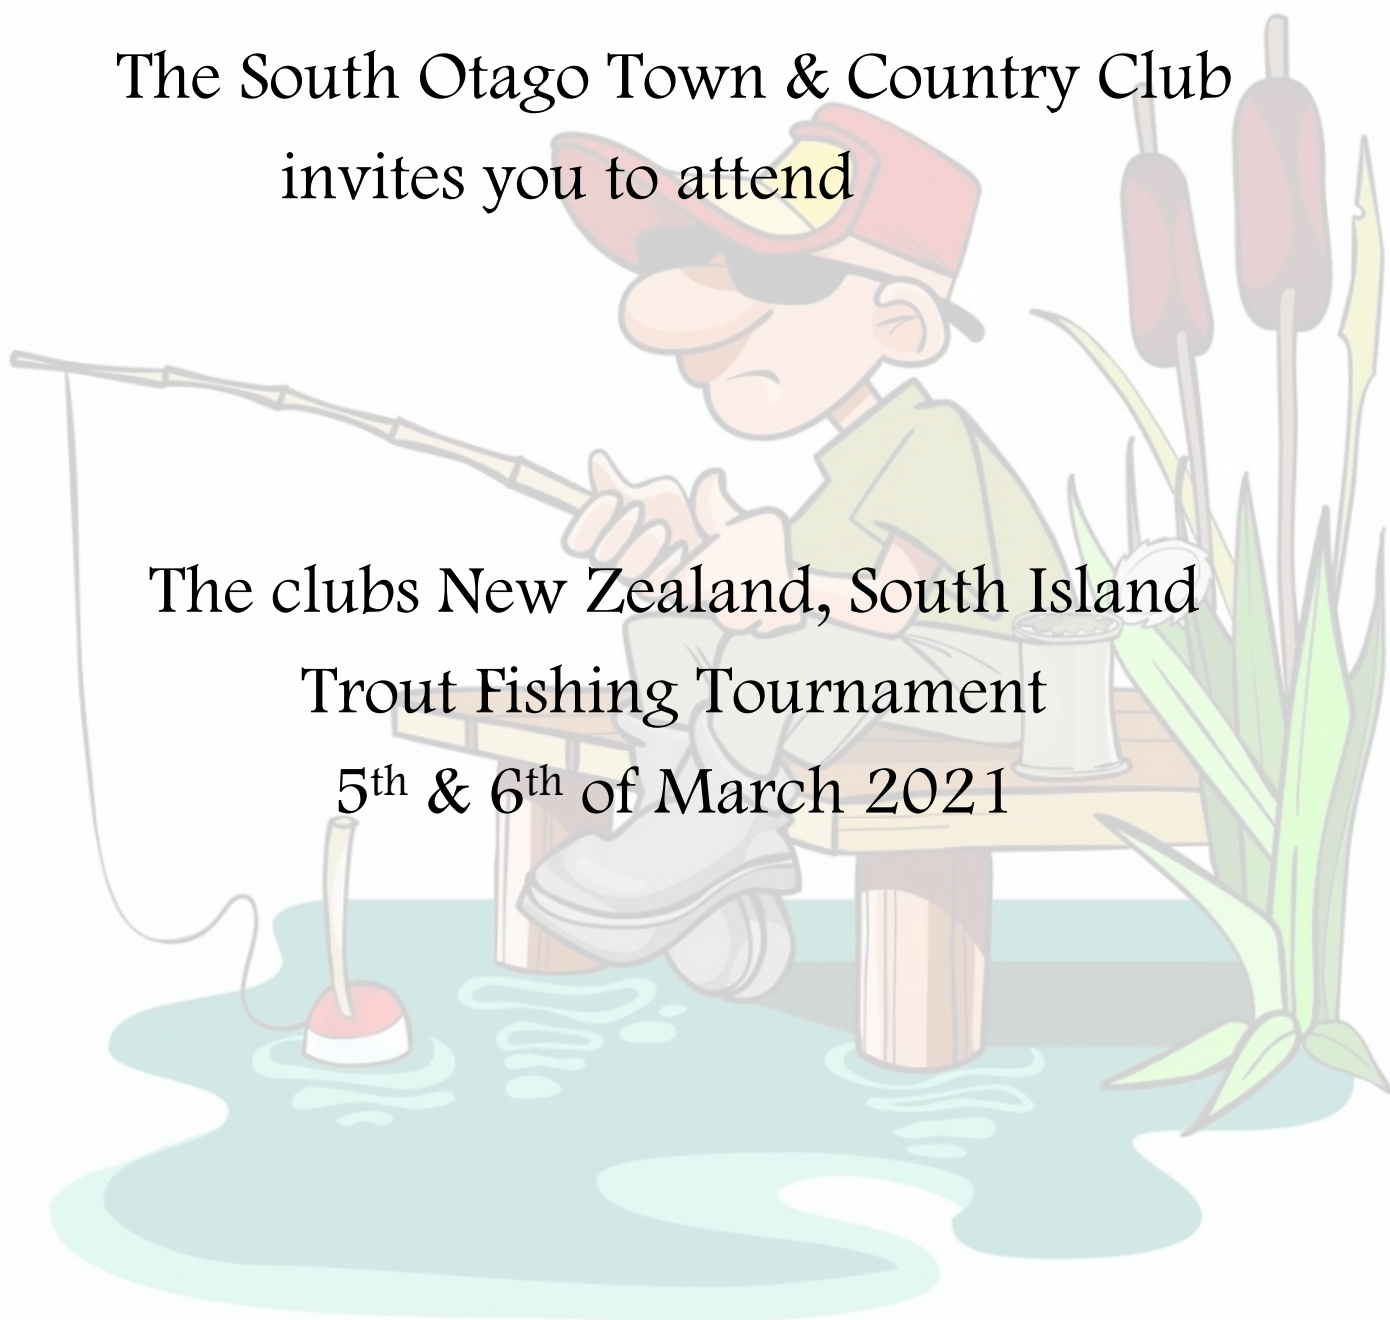 The South Otago Town & Country Club
invites you to attend
The clubs New Zealand, South Island
Trout Fishing Tournament
5th & 6th of March 2021